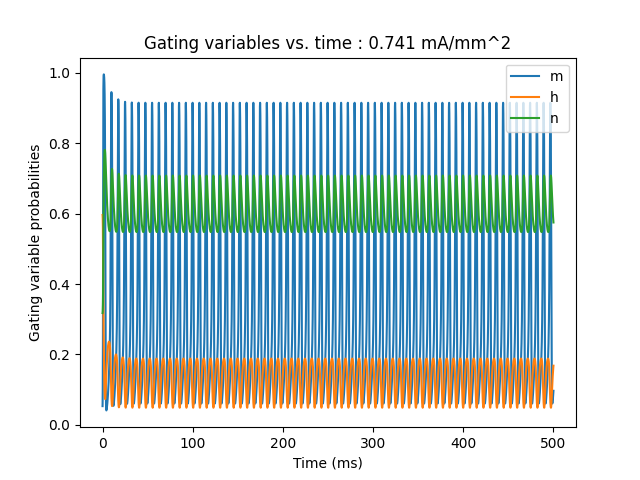 Gating variables vs. time : 0.741 mA/mm^2
1.0
0.8
0.6
0.4
0.2
0.0
Gating variable probabilities
m
h
n
0
100
200
300
400
500
Time (ms)